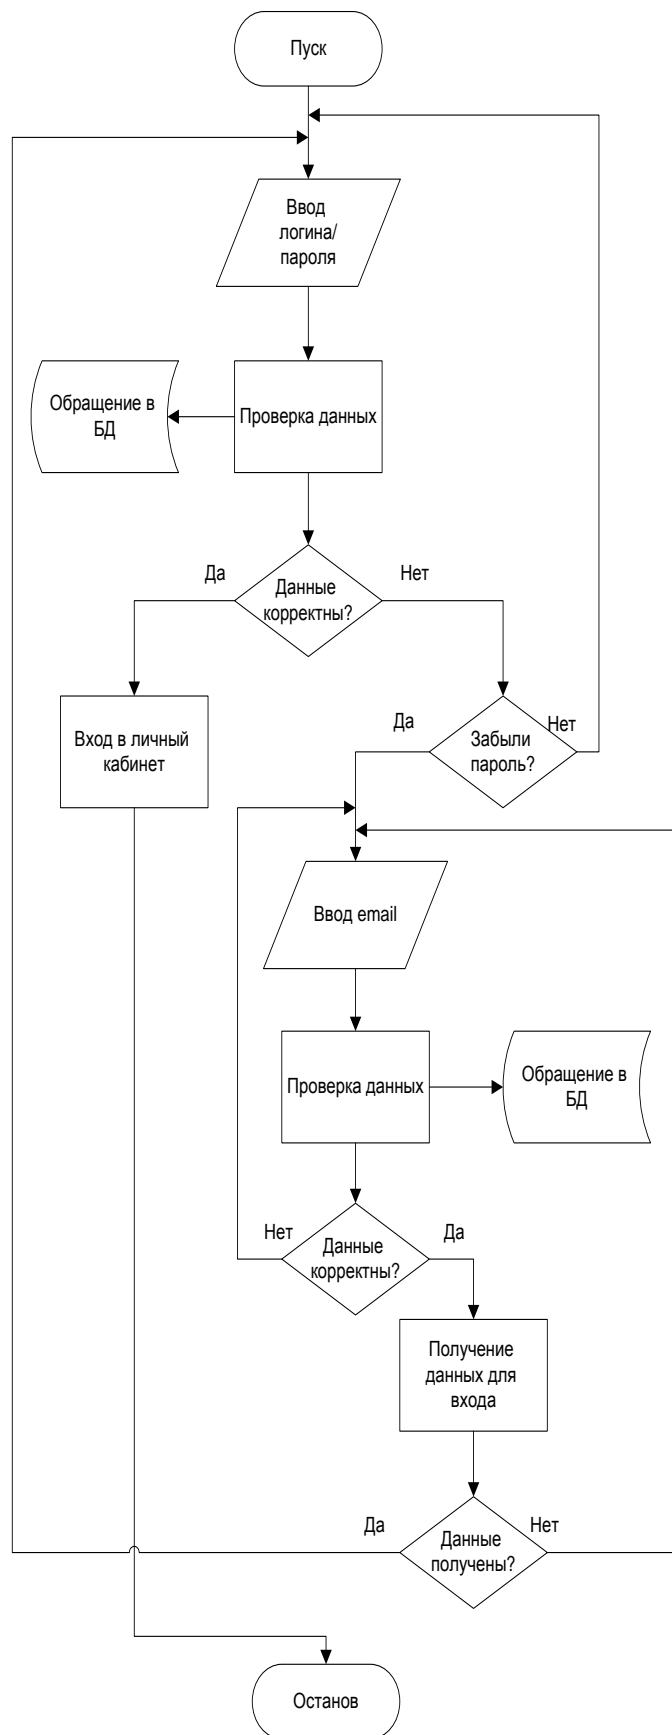 Пуск
Ввод
логина/
пароля
Обращение в
БД
Проверка данных
Да
Нет
Данные
корректны?
Вход в личный
кабинет
Да
Нет
Забыли
пароль?
Ввод email
Проверка данных
Обращение в
БД
Нет
Да
Данные
корректны?
Получение
данных для
входа
Да
Нет
Данные
получены?
Останов